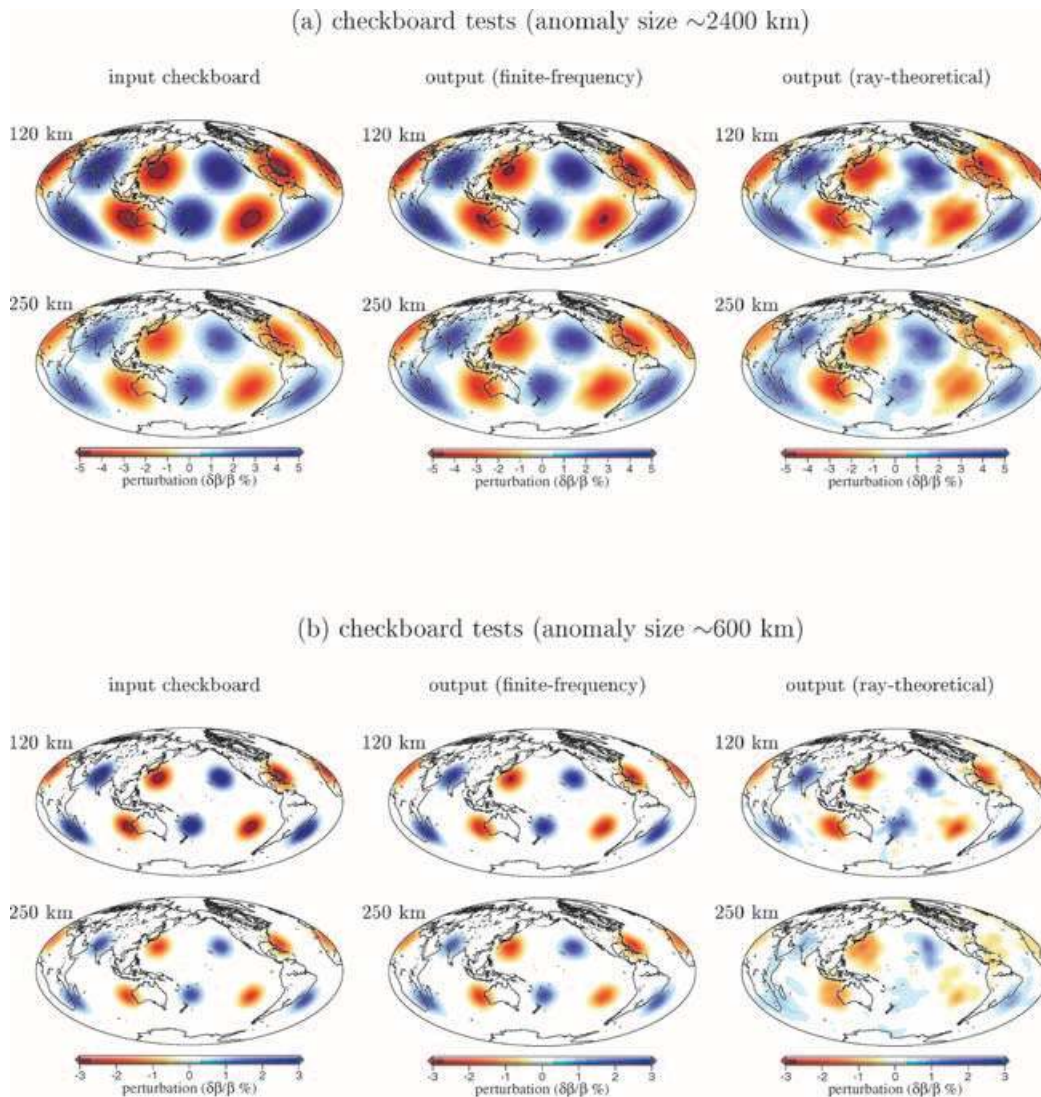 (a) checkboard tests (anomaly size ~2400 km)
input checkboard
output (finite-frequency)
output (ray-theoretical)
120 km
120 km
120 km
250 km
250 km
250 km
-5 -4 -3 -2 -1 0 1 2 3 4 5
-5 -4 -3 -2 -1 0 1 2 3 4 5
-5 -4 -3 -2 -1 0 1 2 3 4 5
perturbation (δβ/β %)
perturbation (δβ/β %)
perturbation (δβ/β %)
(b) checkboard tests (anomaly size ~600 km)
input checkboard
output (finite-frequency)
output (ray-theoretical)
120 km
120 km
120 km
250 km
250 km
250 km
-3 -2 -1 0 1 2 3
-3 -2 -1 0 1 2 3
-3 -2 -1 0 1 2 3
perturbation (δβ/β %)
perturbation (δβ/β %)
perturbation (δβ/β %)